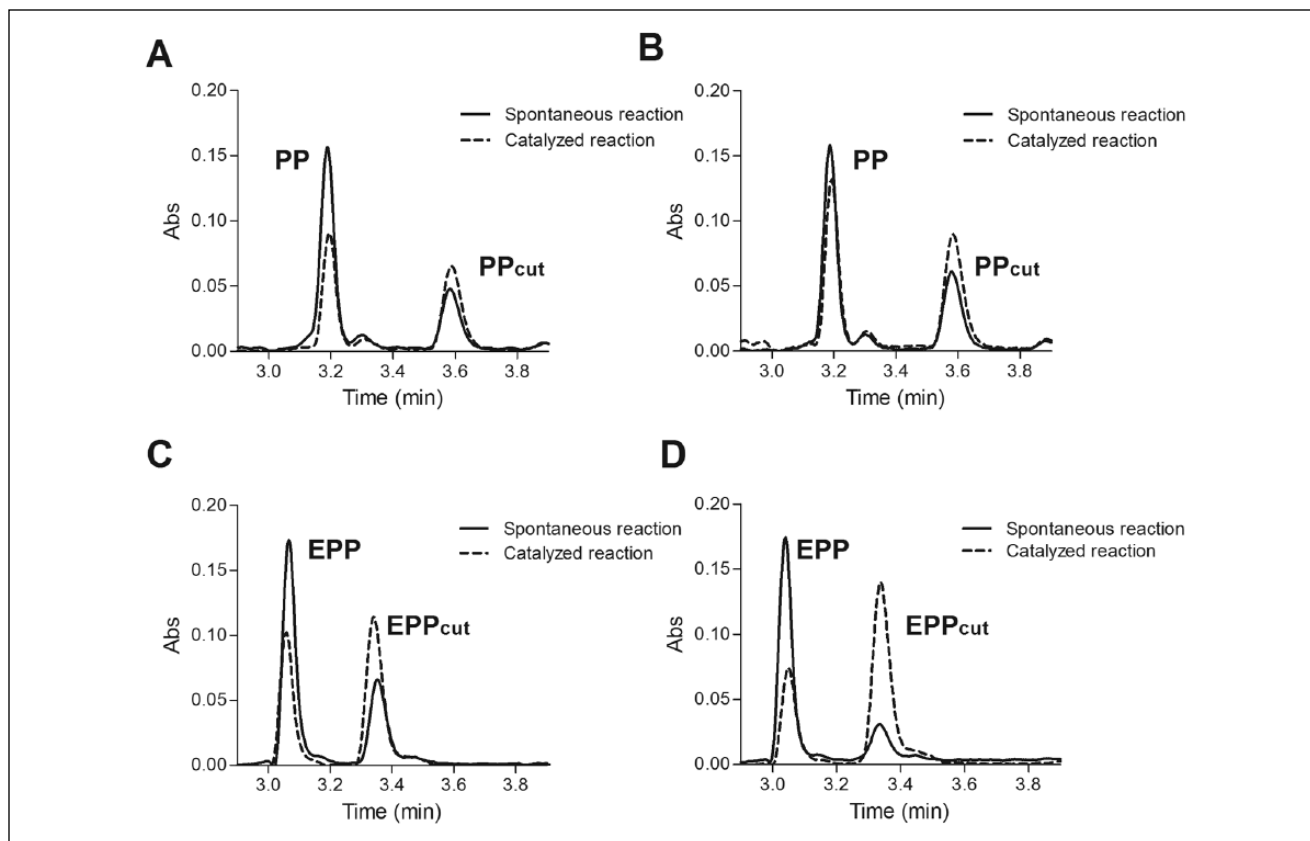 A
0.20
0.15
0.10
0.05
0.00
Abs
3.0 3.2 3.4 3.6 3.8
Time (min)
Spontaneous reaction
Catalyzed reaction
PP
PPcut
B
0.20
0.15
0.10
0.05
0.00
Abs
3.0 3.2 3.4 3.6 3.8
Time (min)
Spontaneous reaction
Catalyzed reaction
PP
PPcut
C
0.20
0.15
0.10
0.05
0.00
Abs
3.0 3.2 3.4 3.6 3.8
Time (min)
Spontaneous reaction
Catalyzed reaction
EPP
EPPcut
D
0.20
0.15
0.10
0.05
0.00
Abs
3.0 3.2 3.4 3.6 3.8
Time (min)
Spontaneous reaction
Catalyzed reaction
EPP
EPPcut